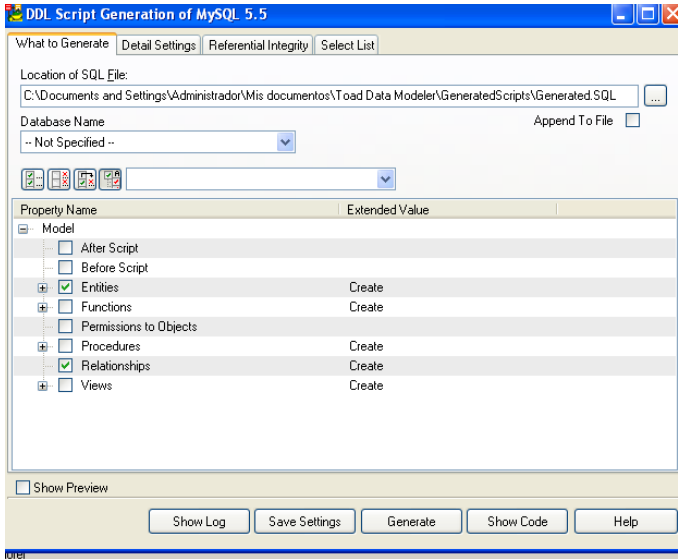 DDL Script Generation of MySQL 5.5
What to Generate Detail Settings Referential Integrity Select List
Location of SQL File:
C:\Documents and Settings\Administrador\Mis documentos\Toad Data Modeler\GeneratedScripts\Generated.SQL ...
Database Name Append To File
-- Not Specified --
Property Name Extended Value
Model
After Script
Before Script
Entities Create
Functions Create
Permissions to Objects
Procedures Create
Relationships Create
Views Create
Show Preview
Show Log Save Settings Generate Show Code Help